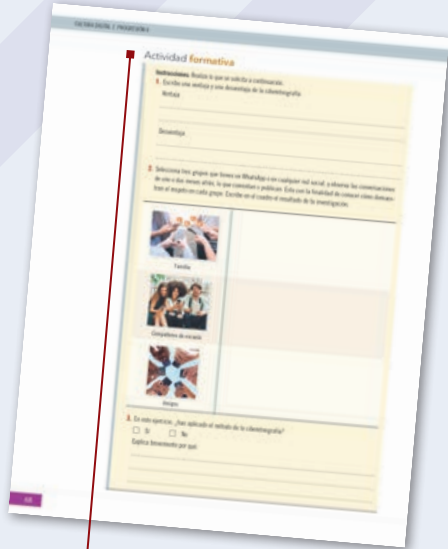 CULTURA DIGITAL / PROGRESIÓN 6
Actividad formativa
Instrucciones: Realiza lo que se solicita a continuación.
1. Escribe una ventaja y una desventaja de la ciberetnografía.
Ventaja
Desventaja
2. Selecciona tres grupos que tienes en WhatsApp o en cualquier red social, y observa las conversaciones
de uno o dos meses atrás, lo que comentan o publican. Esto con la finalidad de conocer cómo demues-
tran el respeto en cada grupo. Escribe en el cuadro el resultado de la investigación.
Familia
Compañeros de escuela
Amigos
3. En este ejercicio, ¿has aplicado el método de la ciberetnografía?
Sí No
Explica brevemente por qué: